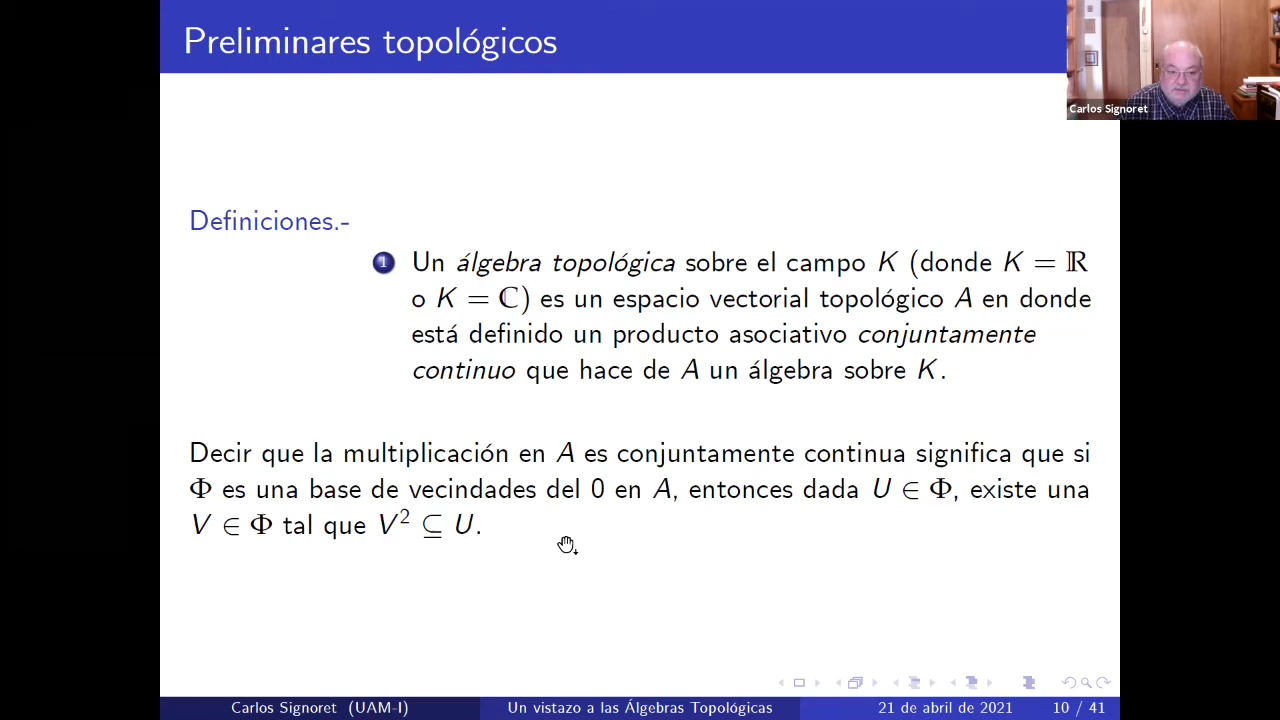 Preliminares topológicos
Carlos Signoret
Definiciones.-
1 Un álgebra topológica sobre el campo K (donde K = ℝ
o K = ℂ) es un espacio vectorial topológico A en donde
está definido un producto asociativo conjuntamente
continuo que hace de A un álgebra sobre K.
Decir que la multiplicación en A es conjuntamente continua significa que si
Φ es una base de vecindades del 0 en A, entonces dada U ∈ Φ, existe una
V ∈ Φ tal que V² ⊆ U.
Carlos Signoret (UAM-I) Un vistazo a las Álgebras Topológicas 21 de abril de 2021 10 / 41